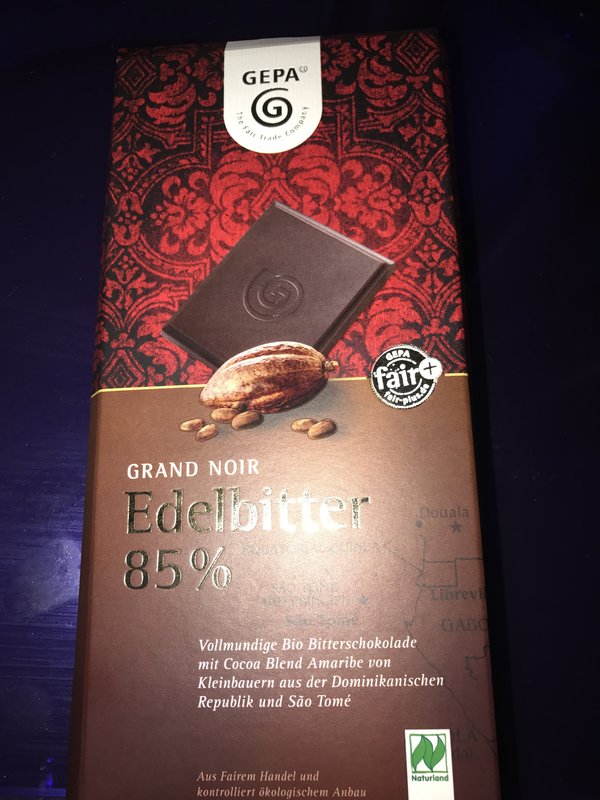 GEPA®
The Fair Trade Company
GEPA
fair+
fair-plus.de
GRAND NOIR
Edelbitter
85%
Douala
Librevi
São Tomé
GABO
Vollmundige Bio Bitterschokolade
mit Cocoa Blend Amaribe von
Kleinbauern aus der Dominikanischen
Republik und São Tomé
Naturland
Aus Fairem Handel und
kontrolliert ökologischem Anbau